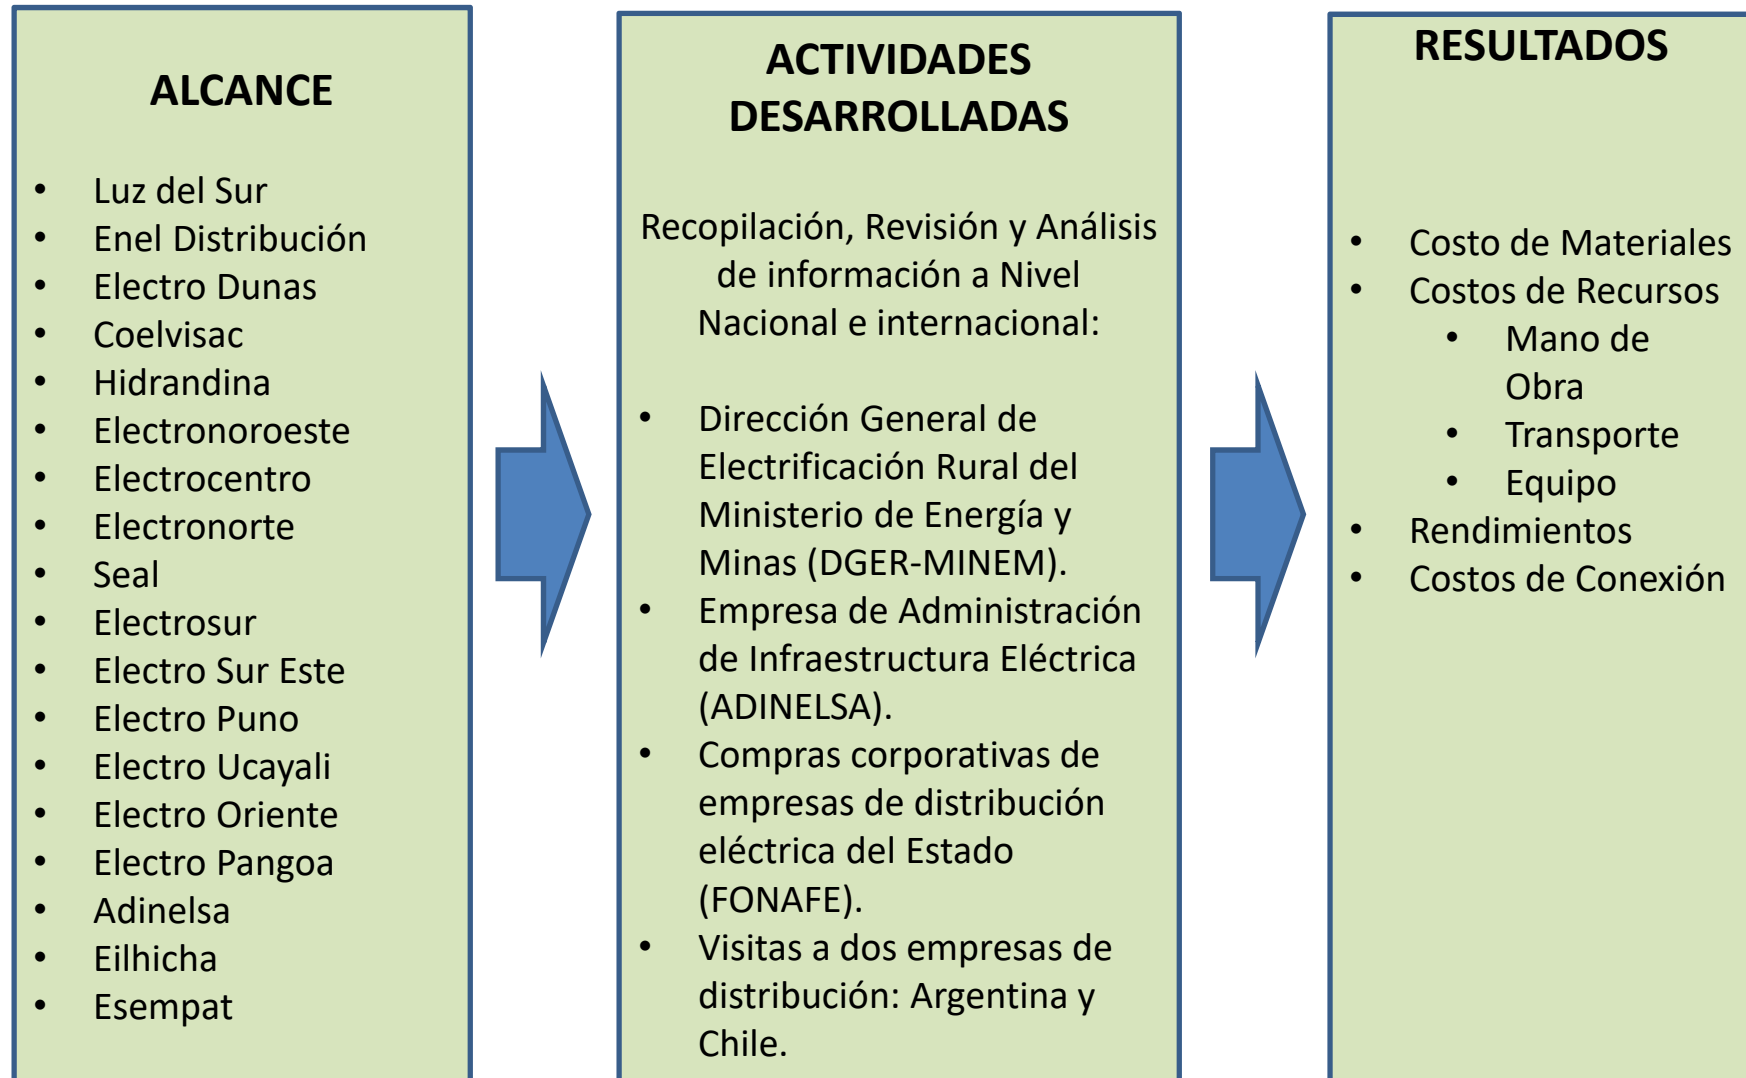 ALCANCE
• Luz del Sur
• Enel Distribución
• Electro Dunas
• Coelvisac
• Hidrandina
• Electronoroeste
• Electrocentro
• Electronorte
• Seal
• Electrosur
• Electro Sur Este
• Electro Puno
• Electro Ucayali
• Electro Oriente
• Electro Pangoa
• Adinelsa
• Eilhicha
• Esempat
ACTIVIDADES
DESARROLLADAS
Recopilación, Revisión y Análisis
de información a Nivel
Nacional e internacional:
• Dirección General de
Electrificación Rural del
Ministerio de Energía y
Minas (DGER-MINEM).
• Empresa de Administración
de Infraestructura Eléctrica
(ADINELSA).
• Compras corporativas de
empresas de distribución
eléctrica del Estado
(FONAFE).
• Visitas a dos empresas de
distribución: Argentina y
Chile.
RESULTADOS
• Costo de Materiales
• Costos de Recursos
• Mano de
Obra
• Transporte
• Equipo
• Rendimientos
• Costos de Conexión